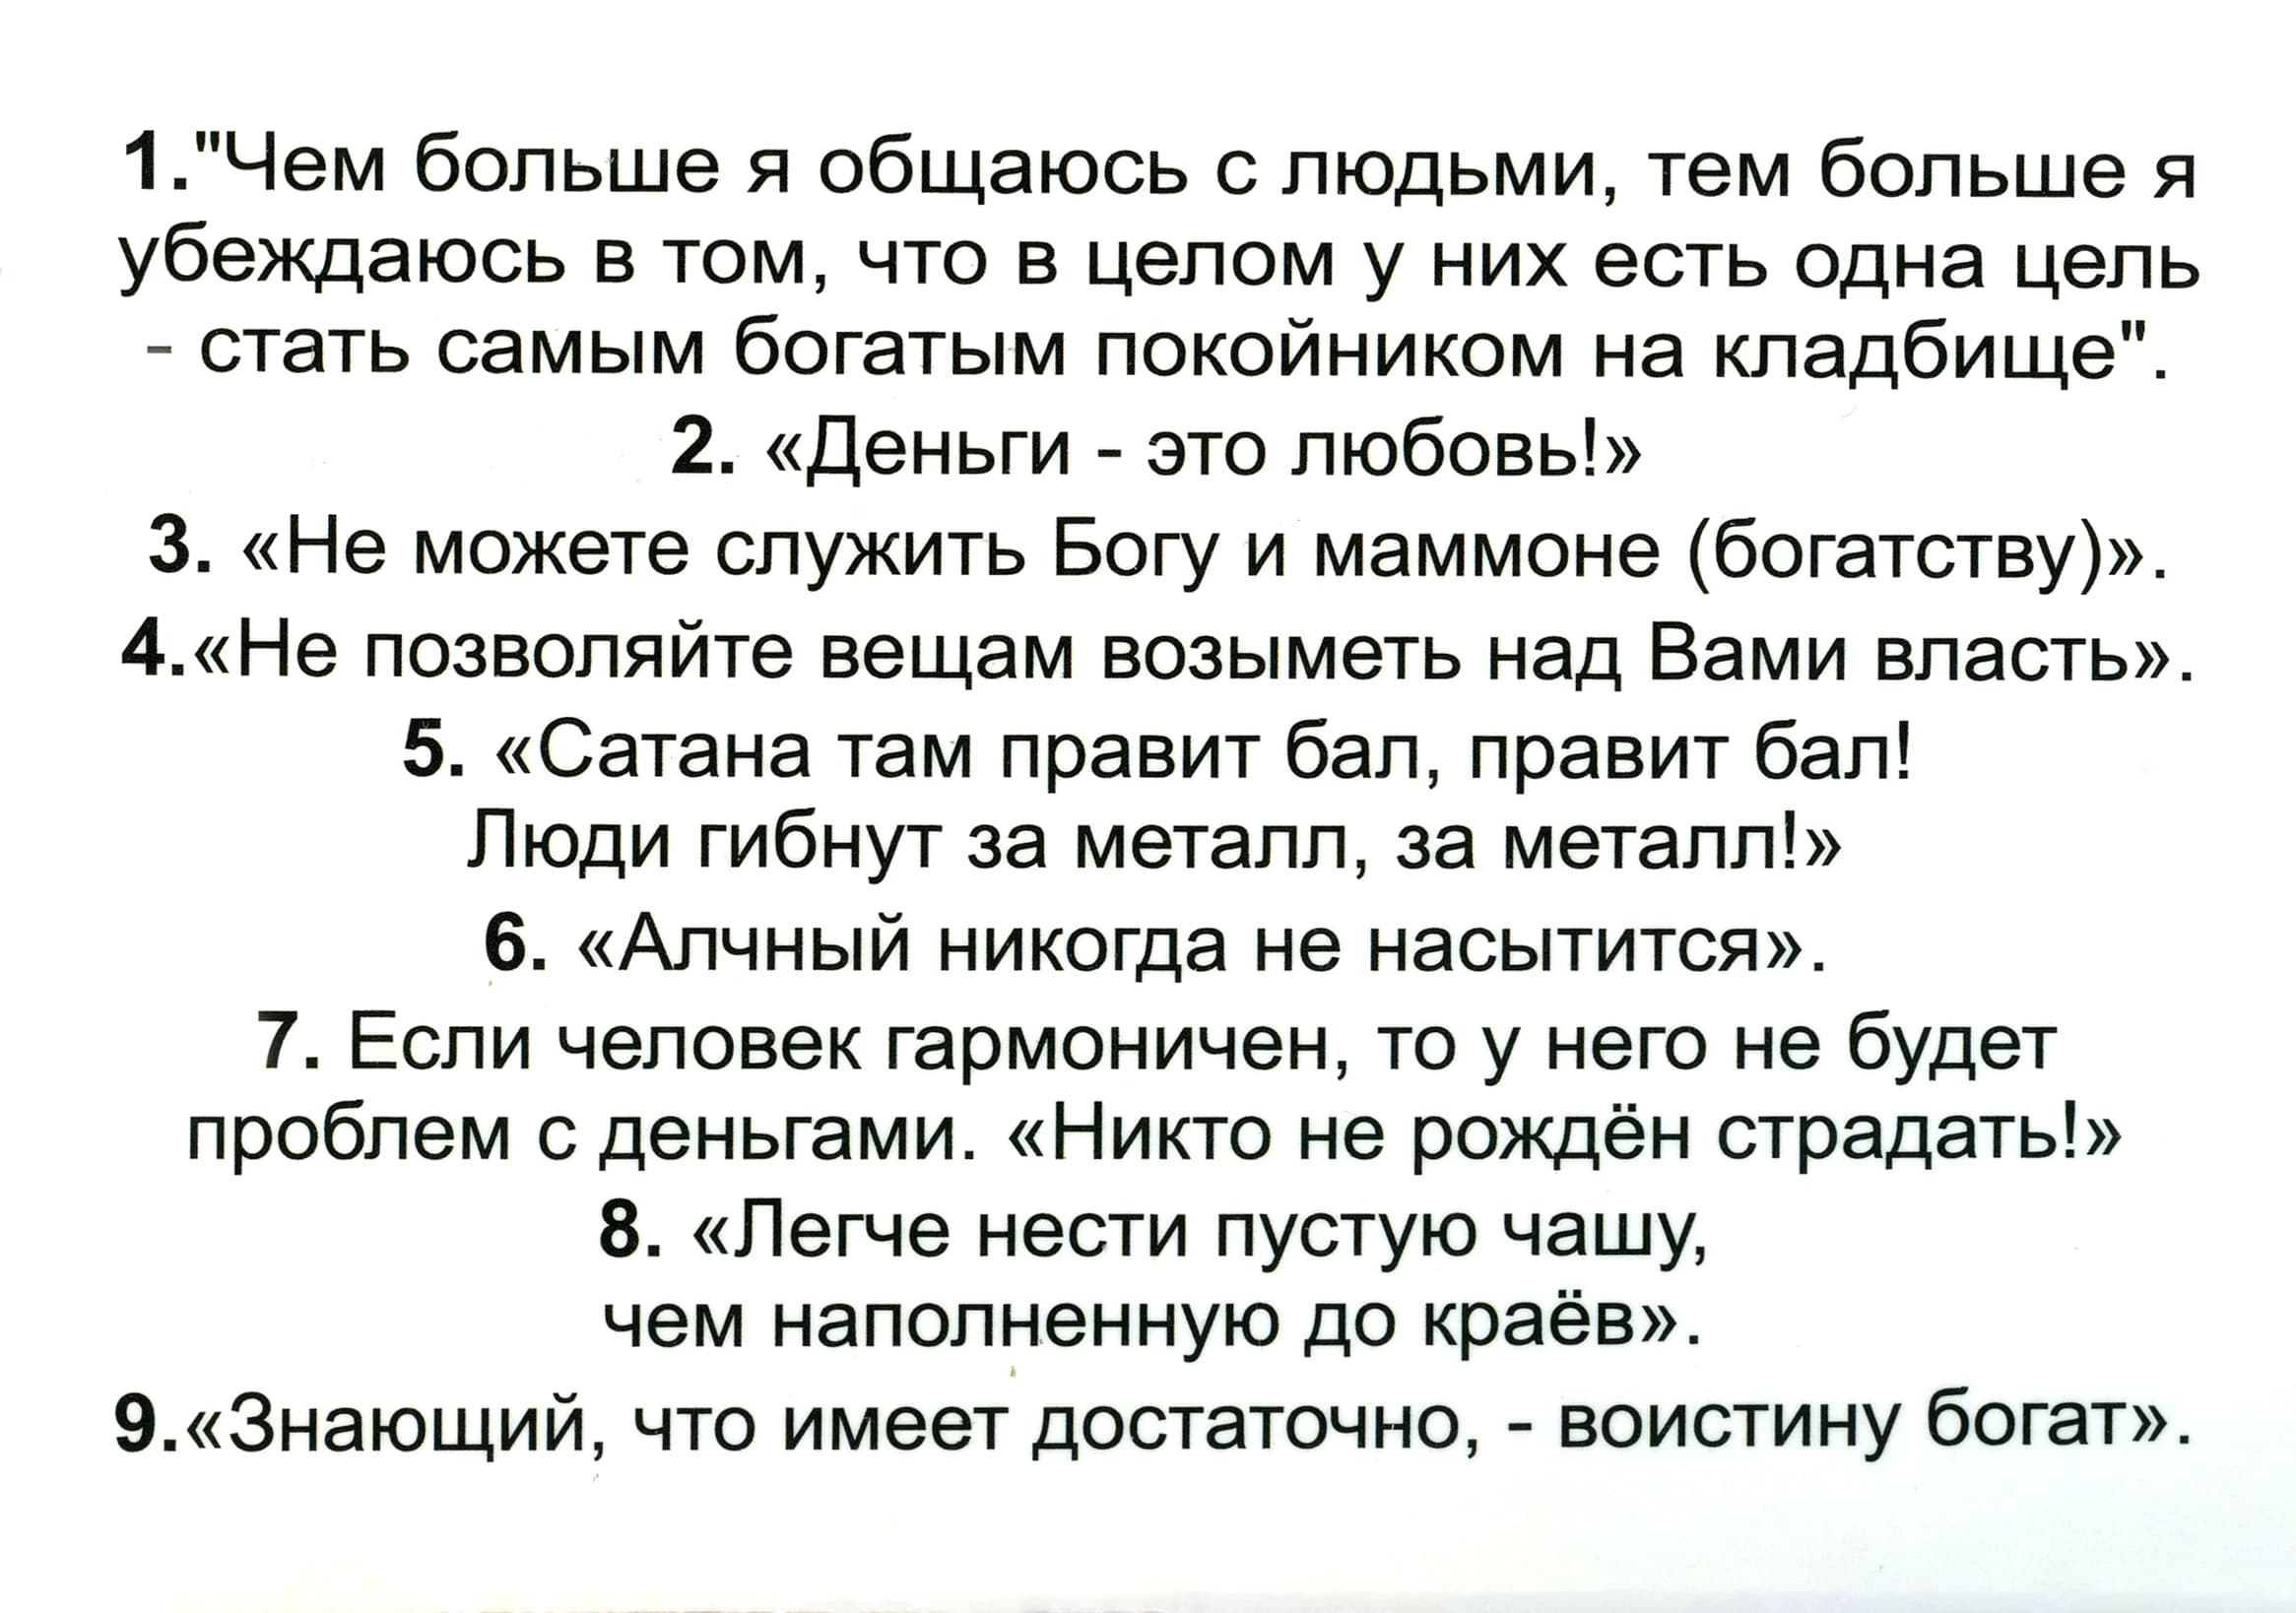 1."Чем больше я общаюсь с людьми, тем больше я
убеждаюсь в том, что в целом у них есть одна цель
- стать самым богатым покойником на кладбище".
2. «Деньги - это любовь!»
3. «Не можете служить Богу и маммоне (богатству)».
4.«Не позволяйте вещам возыметь над Вами власть».
5. «Сатана там правит бал, правит бал!
Люди гибнут за металл, за металл!»
6. «Алчный никогда не насытится».
7. Если человек гармоничен, то у него не будет
проблем с деньгами. «Никто не рождён страдать!»
8. «Легче нести пустую чашу,
чем наполненную до краёв».
9.«Знающий, что имеет достаточно, - воистину богат».